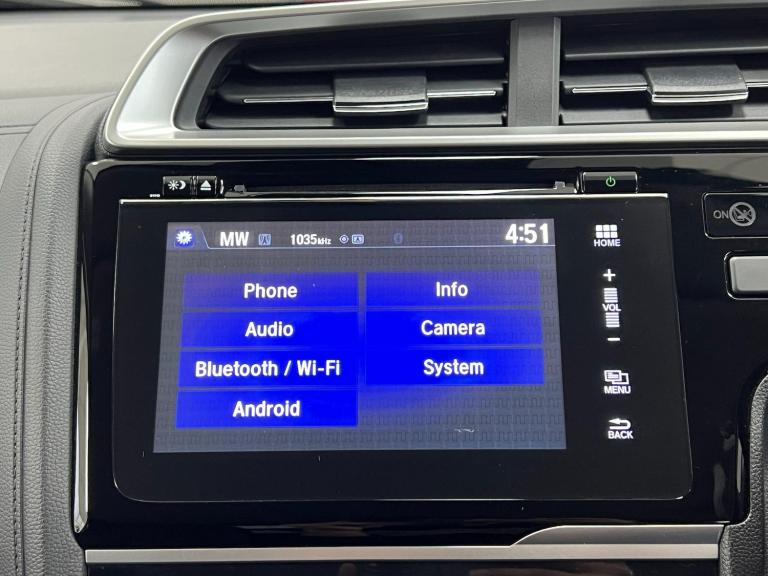 MW 1035kHz 4:51
Phone Info
Audio Camera
Bluetooth / Wi-Fi System
Android
HOME
+
VOL
−
MENU
BACK
ON